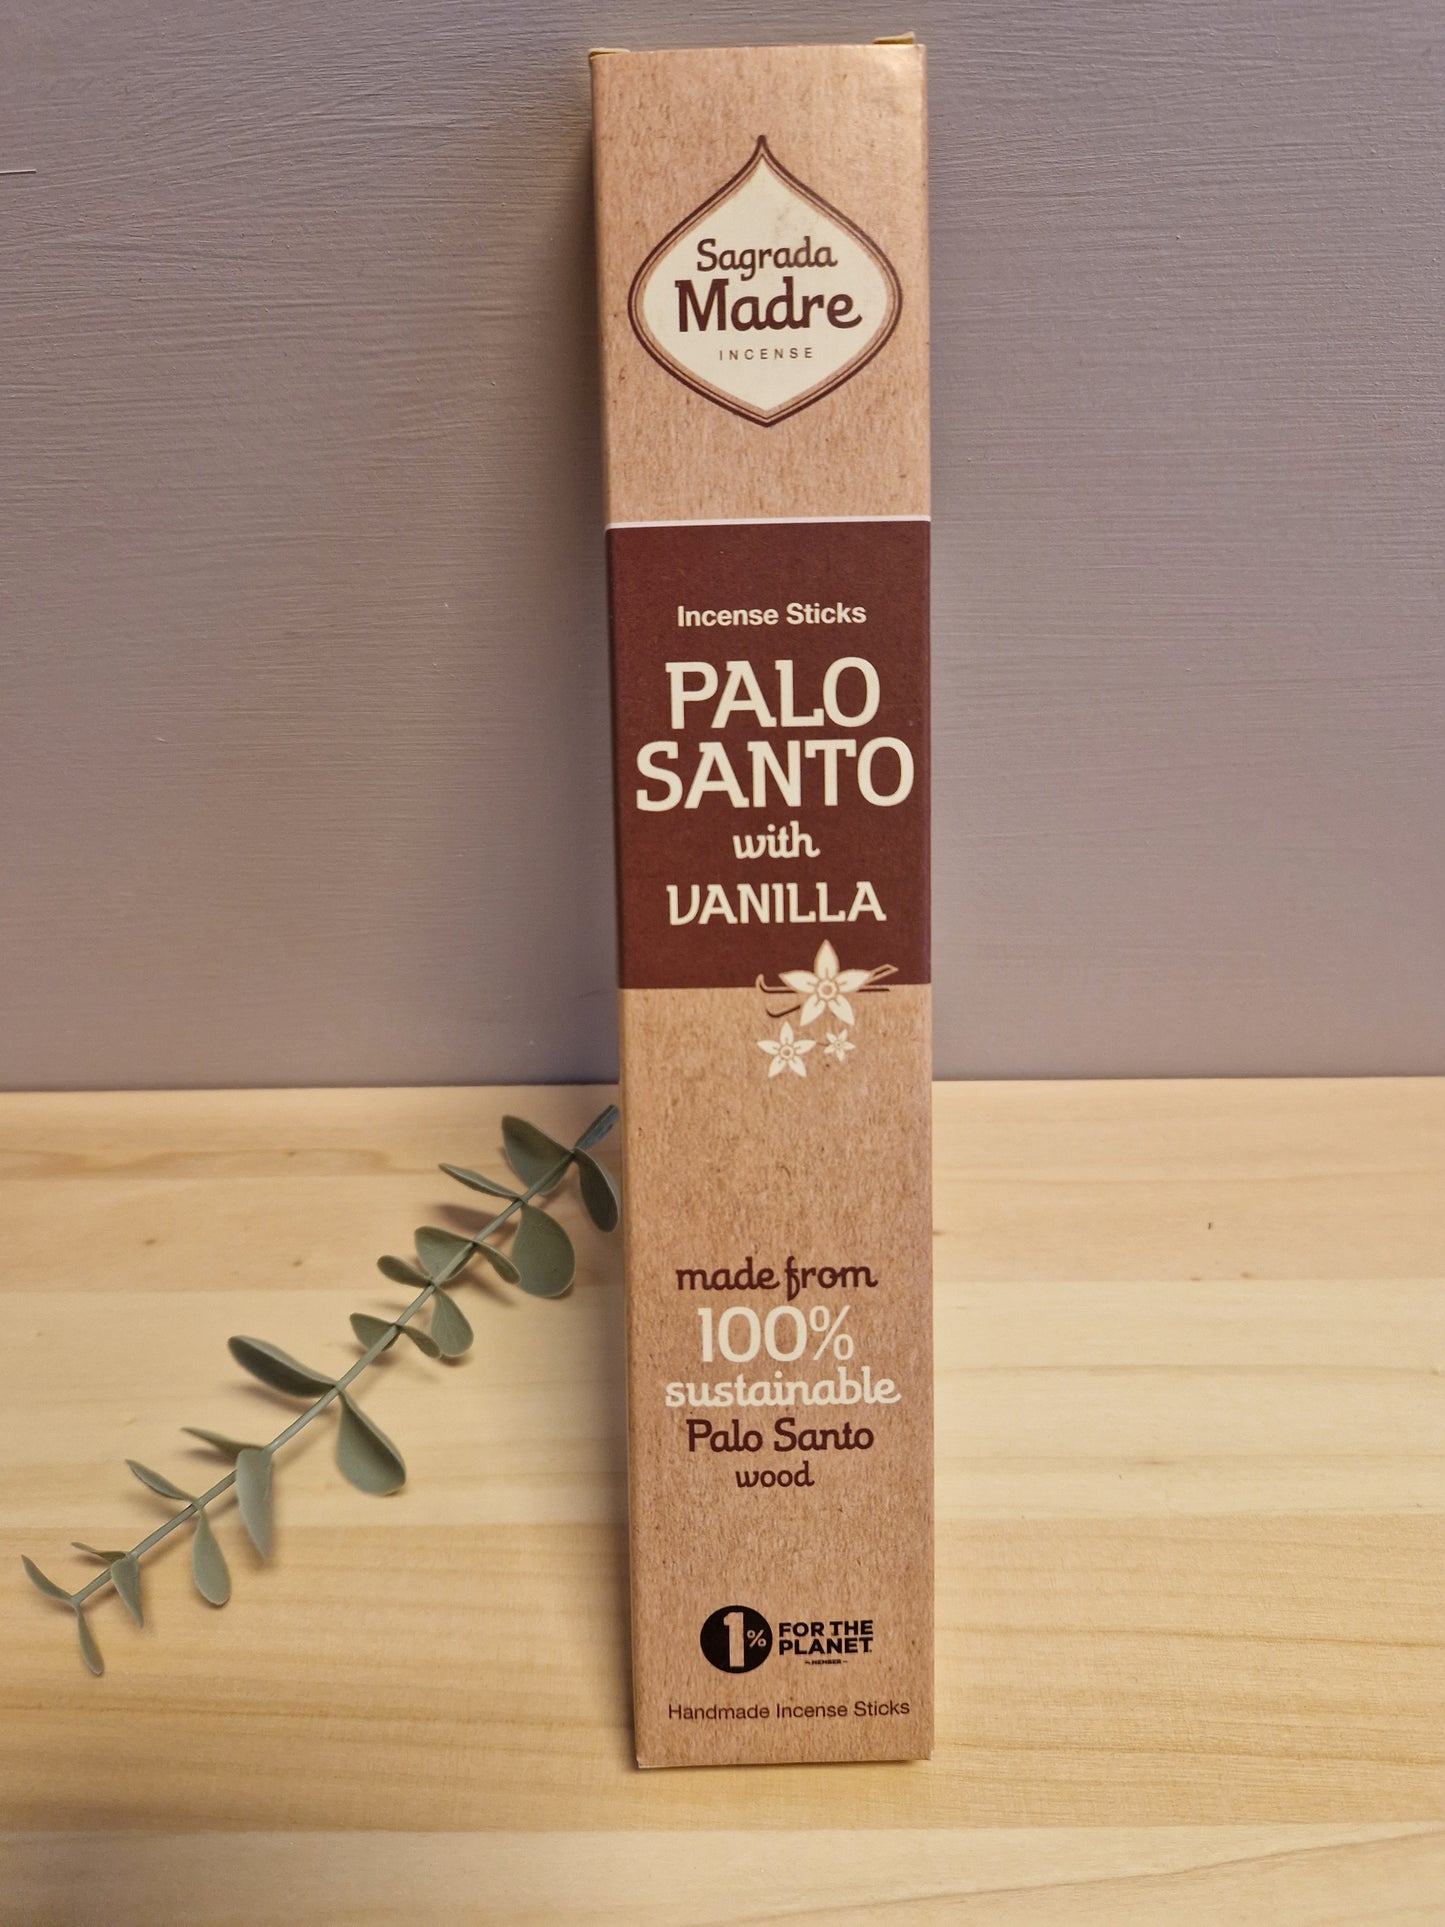 Sagrada
Madre
INCENSE
Incense Sticks
PALO
SANTO
with
VANILLA
made from
100%
sustainable
Palo Santo
wood
1% FOR THE
PLANET
MEMBER
Handmade Incense Sticks